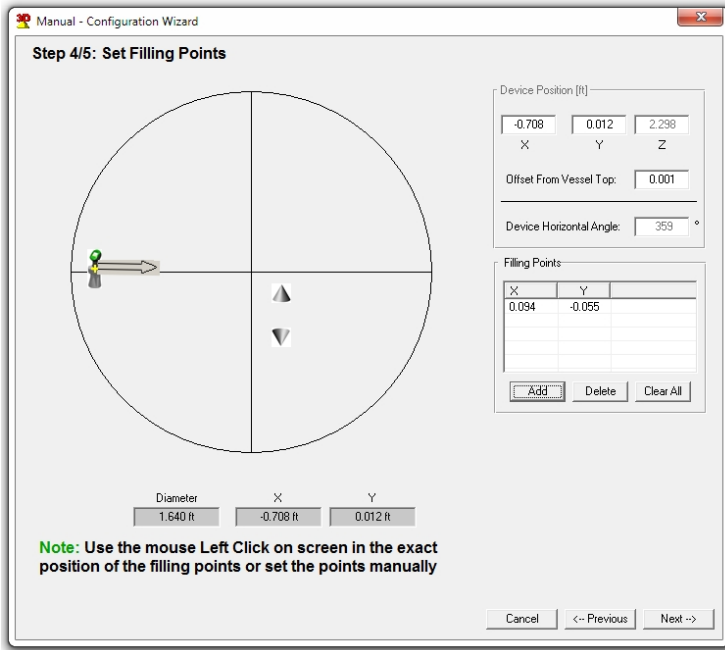 Manual - Configuration Wizard
Step 4/5: Set Filling Points
Device Position [ft]
-0.708 0.012 2.298
X Y Z
Offset From Vessel Top: 0.001
Device Horizontal Angle: 359 °
Filling Points
X Y
0.094 -0.055
Add Delete Clear All
Diameter X Y
1.640 ft -0.708 ft 0.012 ft
Note: Use the mouse Left Click on screen in the exact
position of the filling points or set the points manually
Cancel <-- Previous Next -->